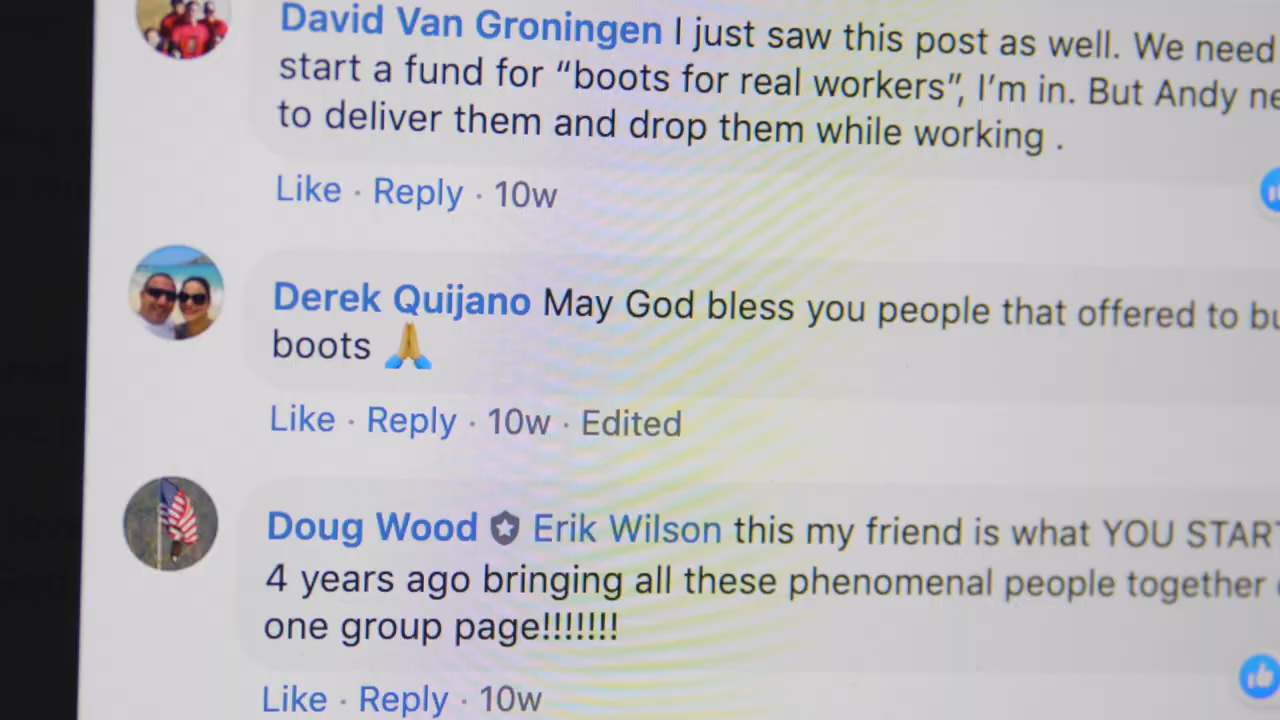 David Van Groningen I just saw this post as well. We need
start a fund for “boots for real workers”, I’m in. But Andy ne
to deliver them and drop them while working .
Like · Reply · 10w
Derek Quijano May God bless you people that offered to bu
boots 🙏
Like · Reply · 10w · Edited
Doug Wood Erik Wilson this my friend is what YOU START
4 years ago bringing all these phenomenal people together
one group page!!!!!!!
Like · Reply · 10w